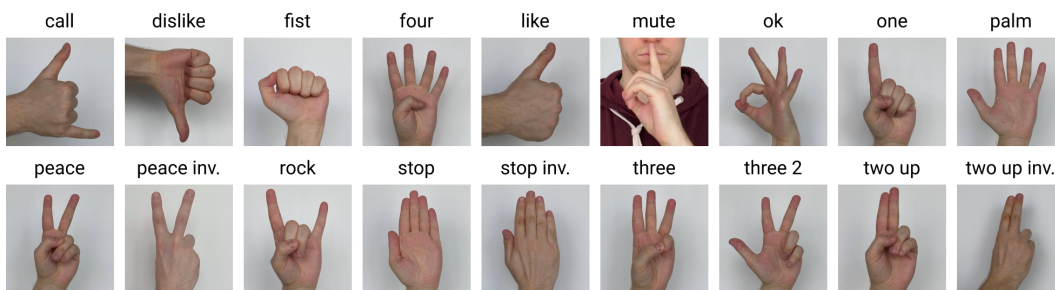 call dislike fist four like mute ok one palm
peace peace inv. rock stop stop inv. three three 2 two up two up inv.